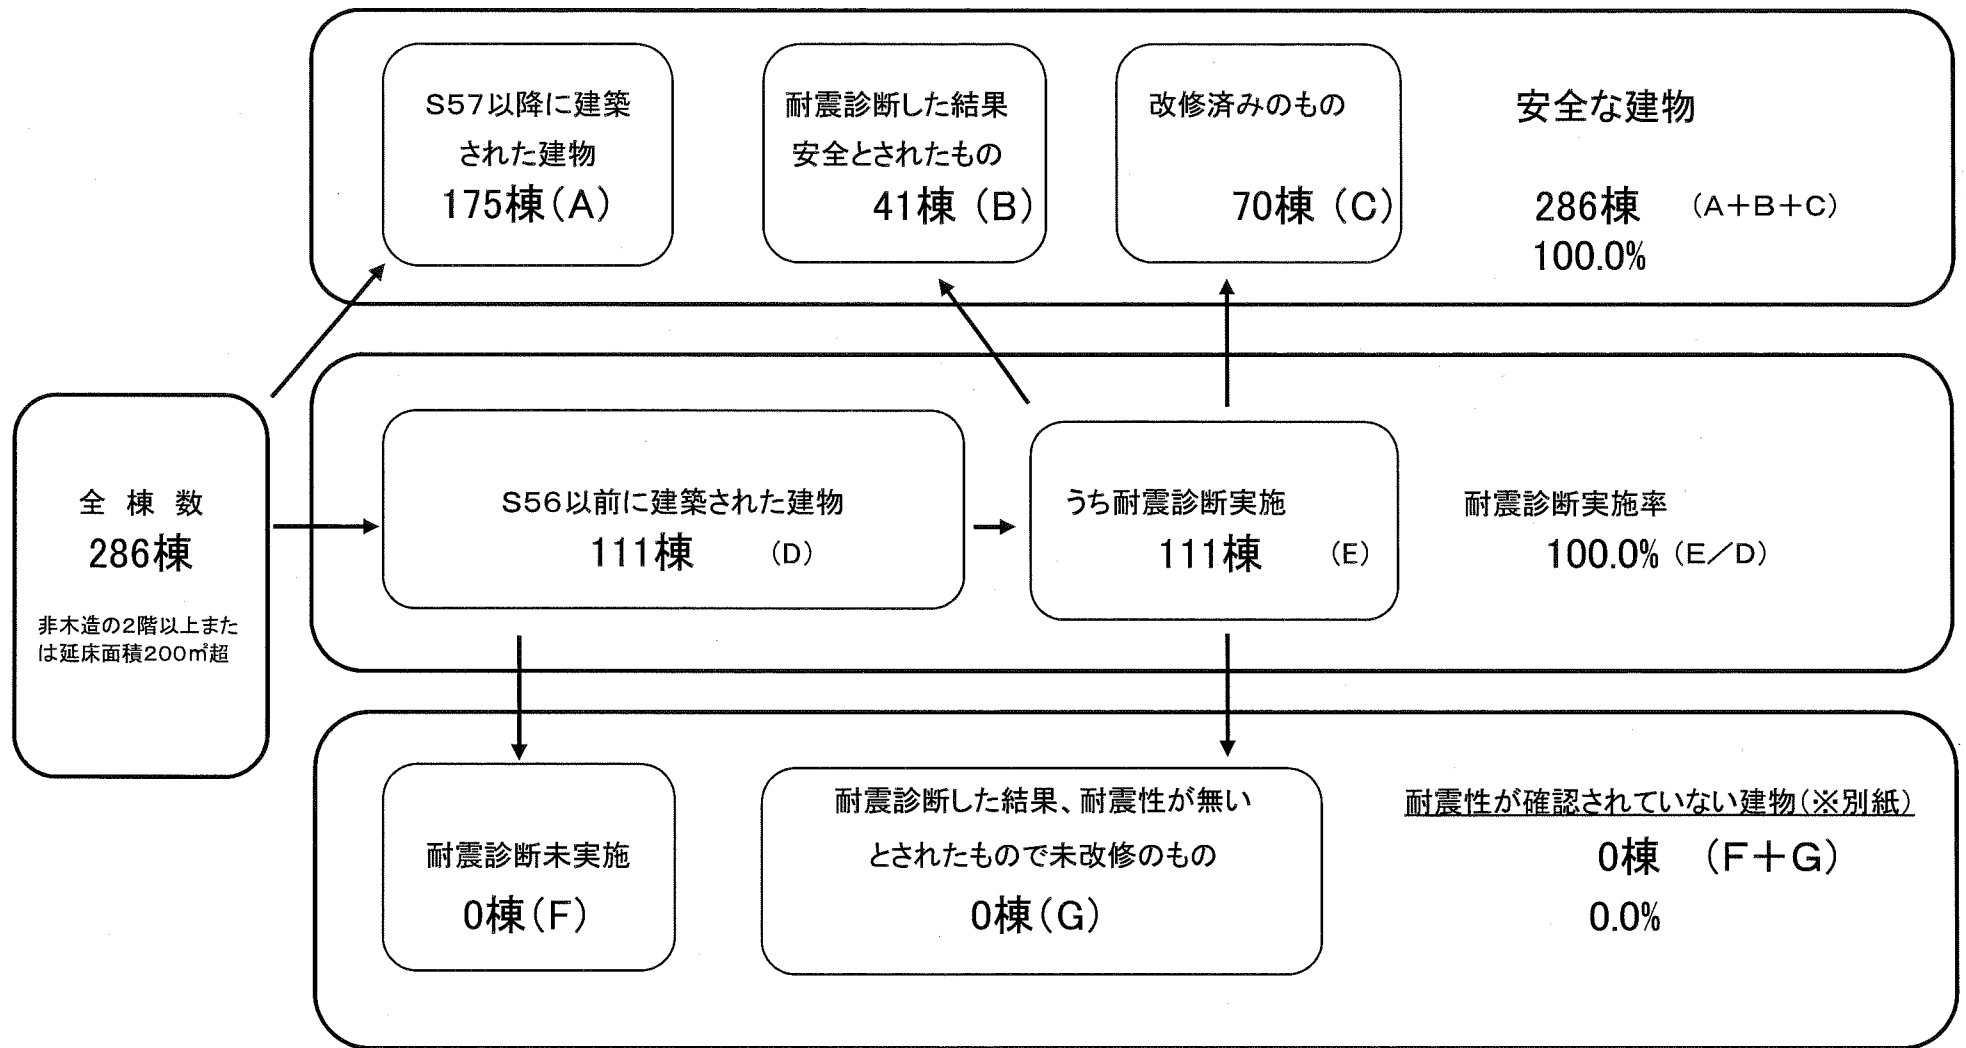 S57以降に建築
された建物
175棟(A)
耐震診断した結果
安全とされたもの
41棟 (B)
改修済みのもの
70棟 (C)
安全な建物
286棟 (A+B+C)
100.0%
全 棟 数
286棟
非木造の2階以上また
は延床面積200㎡超
S56以前に建築された建物
111棟 (D)
うち耐震診断実施
111棟 (E)
耐震診断実施率
100.0% (E/D)
耐震診断未実施
0棟(F)
耐震診断した結果、耐震性が無い
とされたもので未改修のもの
0棟(G)
耐震性が確認されていない建物(※別紙)
0棟 (F+G)
0.0%